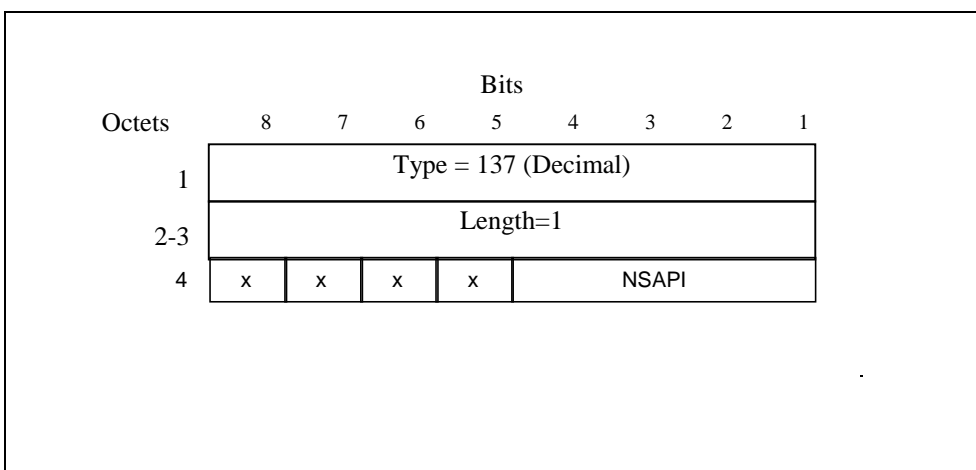 Bits
Octets 8 7 6 5 4 3 2 1
1 Type = 137 (Decimal)
2-3 Length=1
4 x x x x NSAPI
.